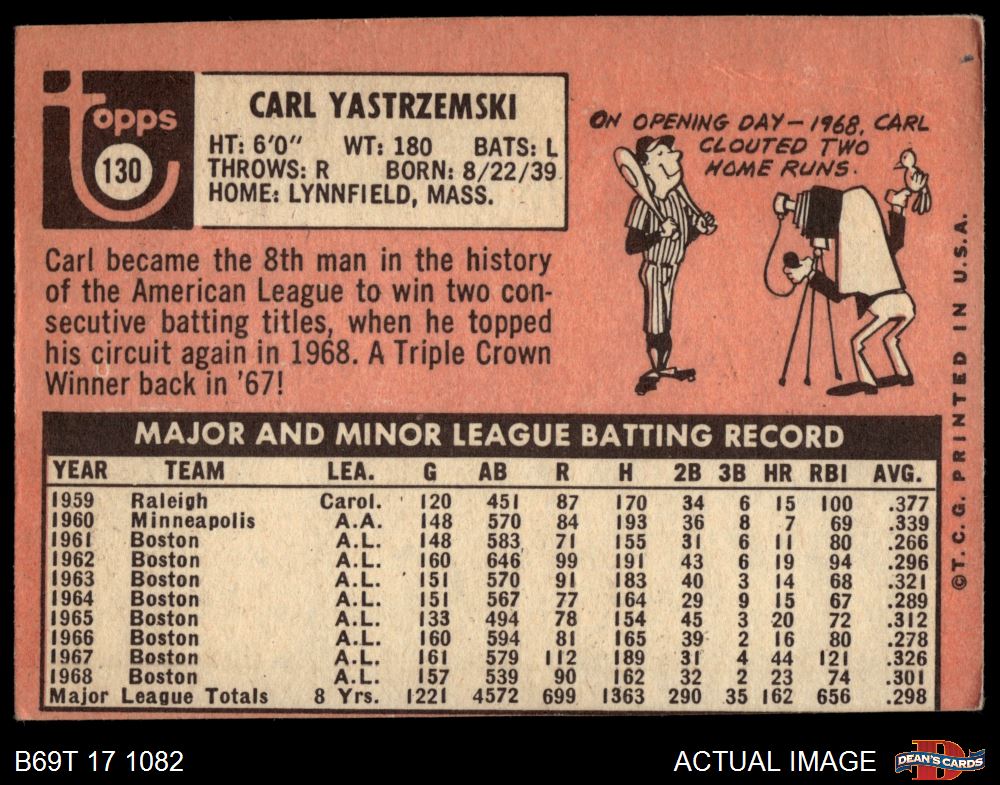 topps
130
CARL YASTRZEMSKI
HT: 6'0" WT: 180 BATS: L
THROWS: R BORN: 8/22/39
HOME: LYNNFIELD, MASS.
ON OPENING DAY—1968, CARL
CLOUTED TWO
HOME RUNS.
Carl became the 8th man in the history
of the American League to win two con-
secutive batting titles, when he topped
his circuit again in 1968. A Triple Crown
Winner back in '67!
MAJOR AND MINOR LEAGUE BATTING RECORD
YEAR TEAM LEA. G AB R H 2B 3B HR RBI AVG.
1959 Raleigh Carol. 120 451 87 170 34 6 15 100 .377
1960 Minneapolis A.A. 148 570 84 193 36 8 7 69 .339
1961 Boston A.L. 148 583 71 155 31 6 11 80 .266
1962 Boston A.L. 160 646 99 191 43 6 19 94 .296
1963 Boston A.L. 151 570 91 183 40 3 14 68 .321
1964 Boston A.L. 151 567 77 164 29 9 15 67 .289
1965 Boston A.L. 133 494 78 154 45 3 20 72 .312
1966 Boston A.L. 160 594 81 165 39 2 16 80 .278
1967 Boston A.L. 161 579 112 189 31 4 44 121 .326
1968 Boston A.L. 157 539 90 162 32 2 23 74 .301
Major League Totals 8 Yrs. 1221 4572 699 1363 290 35 162 656 .298
©T.C.G. PRINTED IN U.S.A.
B69T 17 1082
ACTUAL IMAGE
D
DEAN'S CARDS